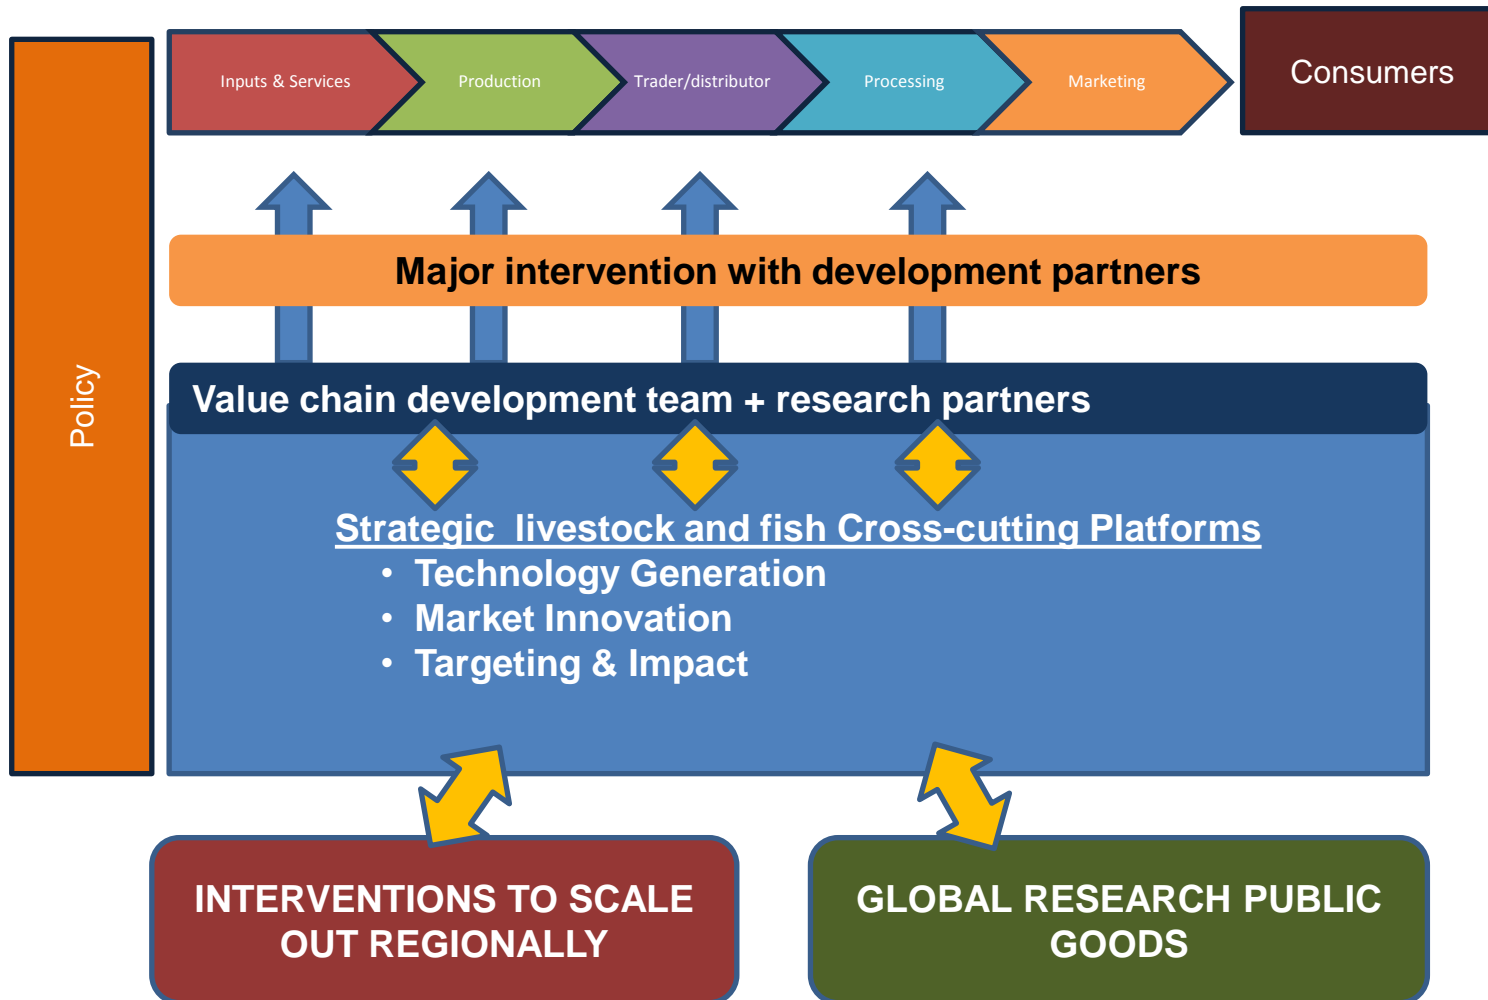 Inputs & Services
Production
Trader/distributor
Processing
Marketing
Consumers
Policy
Major intervention with development partners
Value chain development team + research partners
Strategic  livestock and fish Cross-cutting Platforms
• Technology Generation
• Market Innovation
• Targeting & Impact
INTERVENTIONS TO SCALE
OUT REGIONALLY
GLOBAL RESEARCH PUBLIC
GOODS